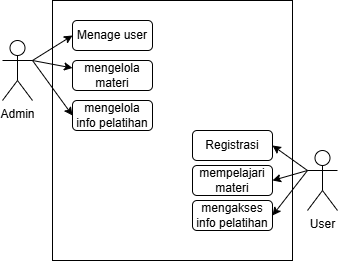 Menage user
mengelola
materi
mengelola
info pelatihan
Admin
Registrasi
mempelajari
materi
mengakses
info pelatihan
User